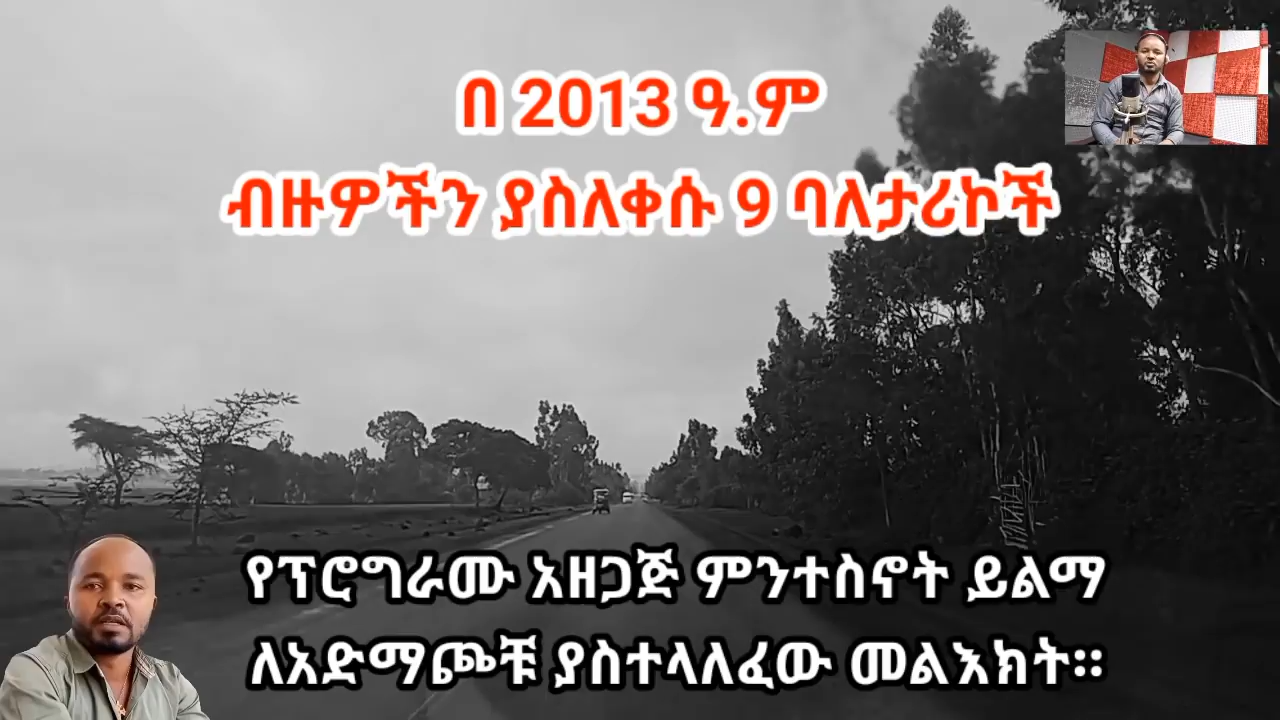 በ 2013 ዓ.ም
ብዙዎችን ያስለቀሱ 9 ባለታሪኮች
የፕሮግራሙ አዘጋጅ ምንተስኖት ይልማ
ለአድማጮቹ ያስተላለፈው መልእክት።